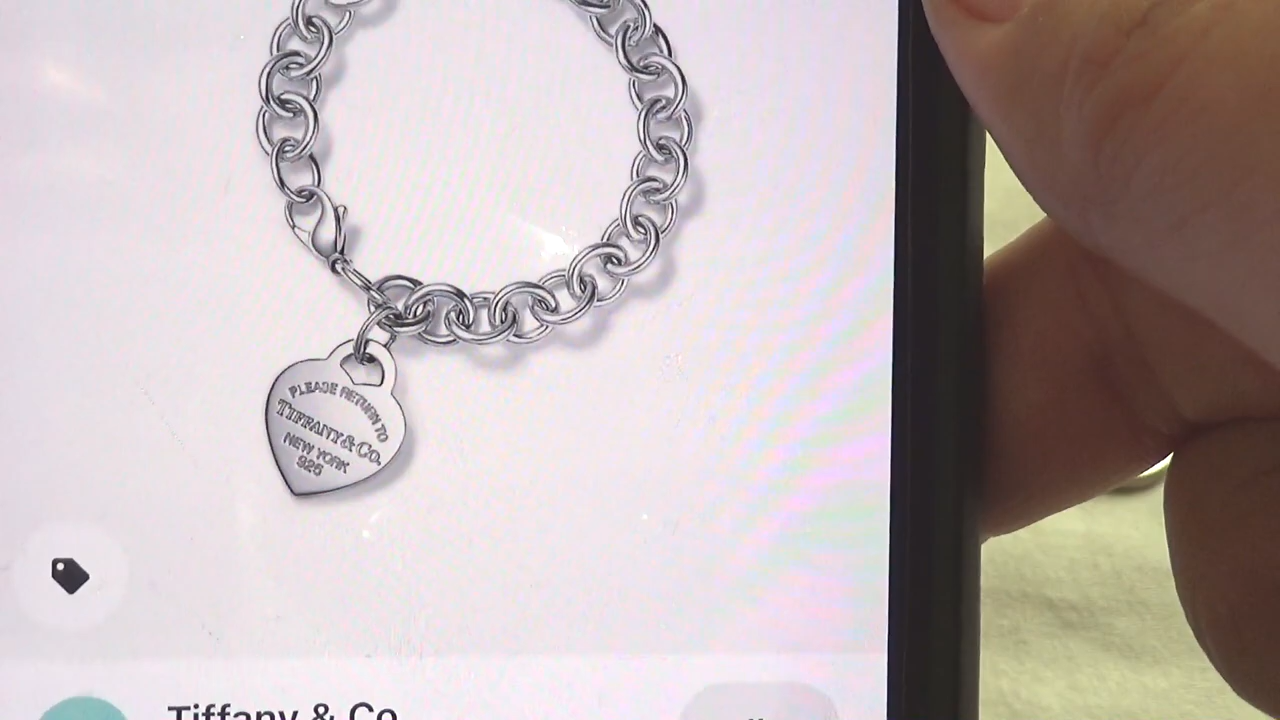 PLEASE RETURN TO
TIFFANY & CO.
NEW YORK
925
Tiffany & Co